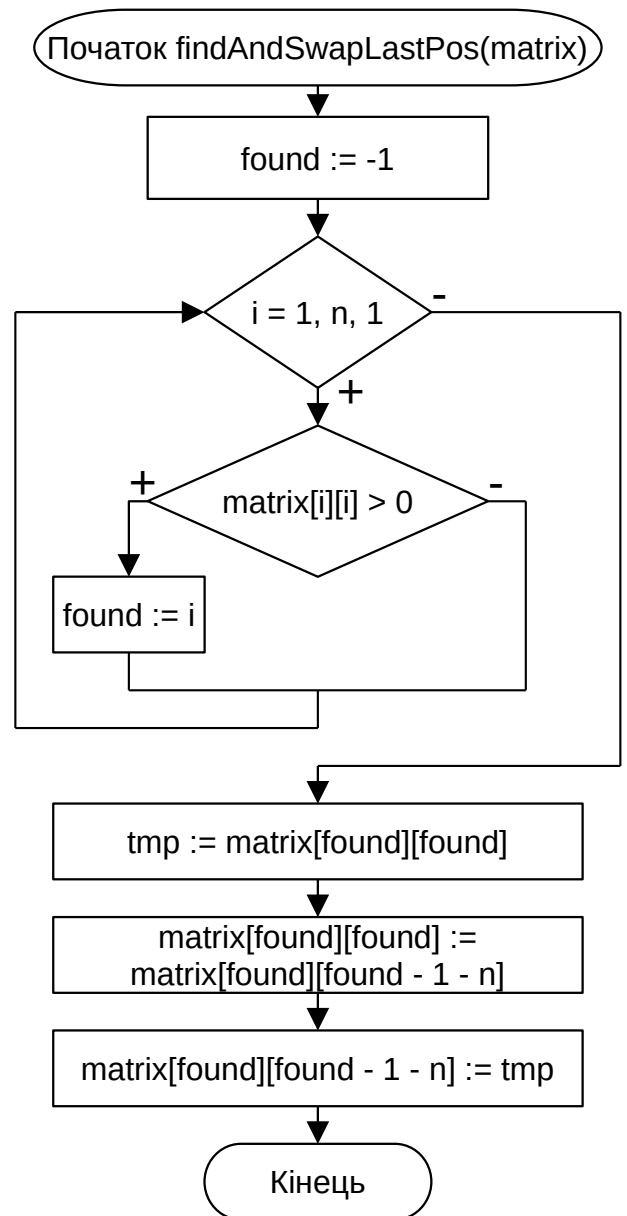 Початок findAndSwapLastPos(matrix)
found := -1
i = 1, n, 1
-
+
+
matrix[i][i] > 0
-
found := i
tmp := matrix[found][found]
matrix[found][found] :=
matrix[found][found - 1 - n]
matrix[found][found - 1 - n] := tmp
Кінець